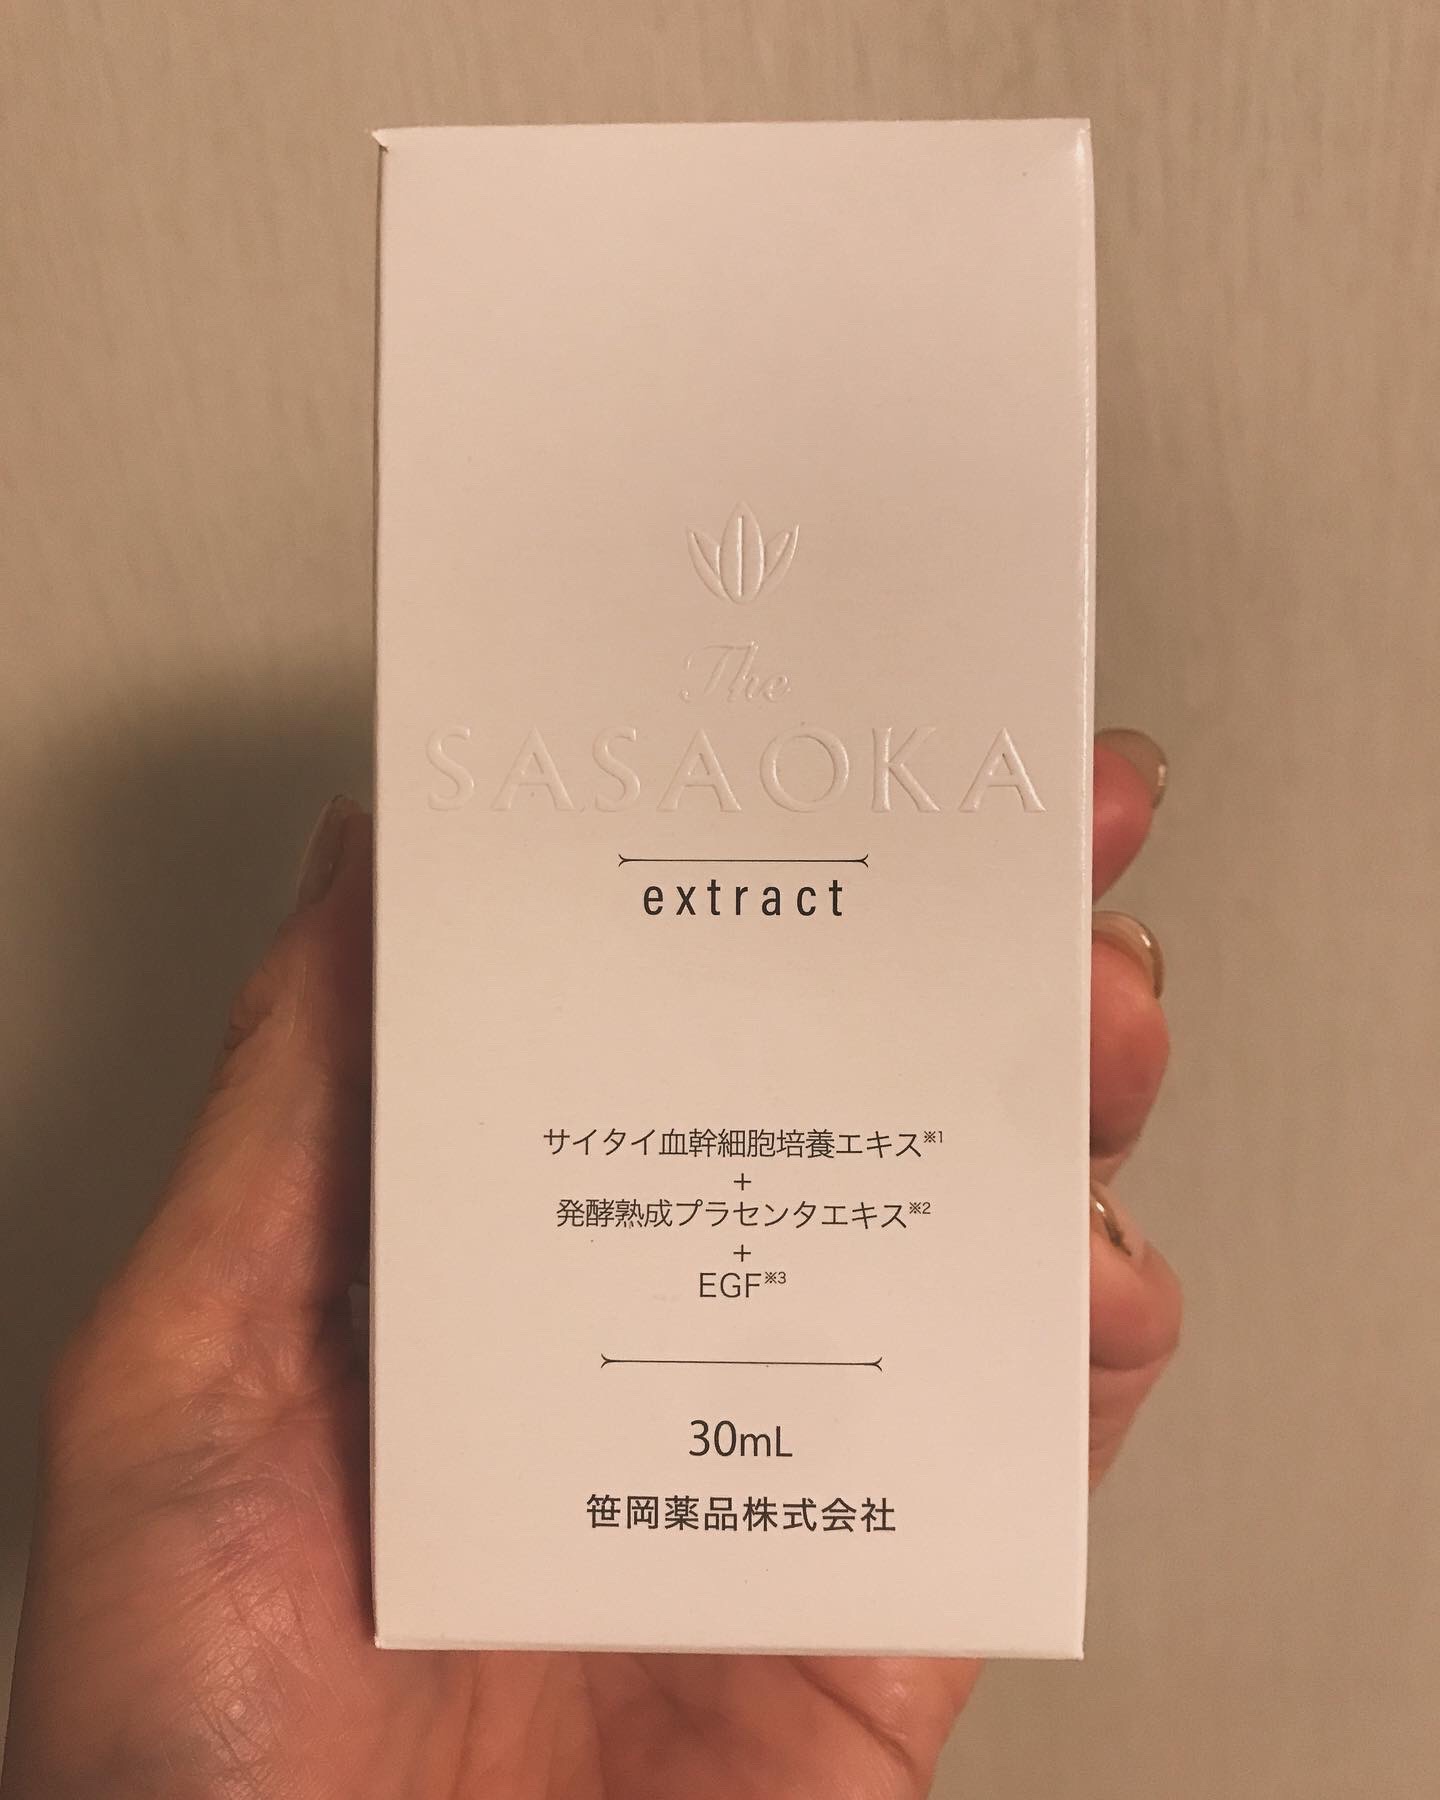 The
SASAOKA
extract
サイタイ血幹細胞培養エキス※1
+
発酵熟成プラセンタエキス※2
+
EGF※3
30mL
笹岡薬品株式会社